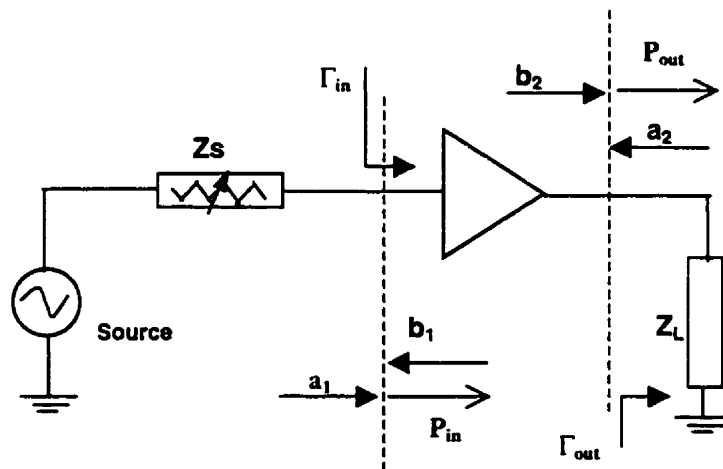 Γin
b2
Pout
a2
Zs
Source
b1
a1
Pin
ZL
Γout